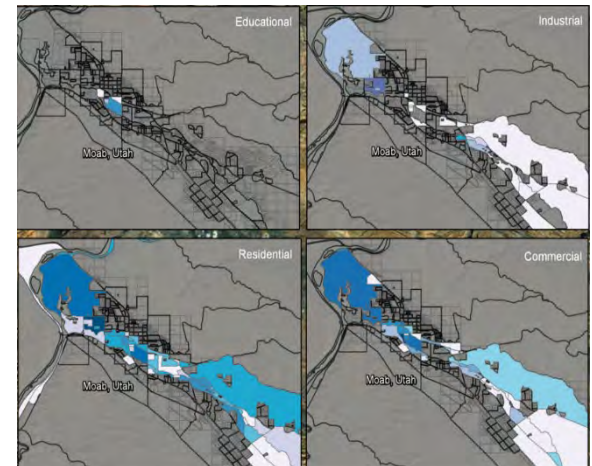 Educational
Moab, Utah
Industrial
Moab, Utah
Residential
Moab, Utah
Commercial
Moab, Utah